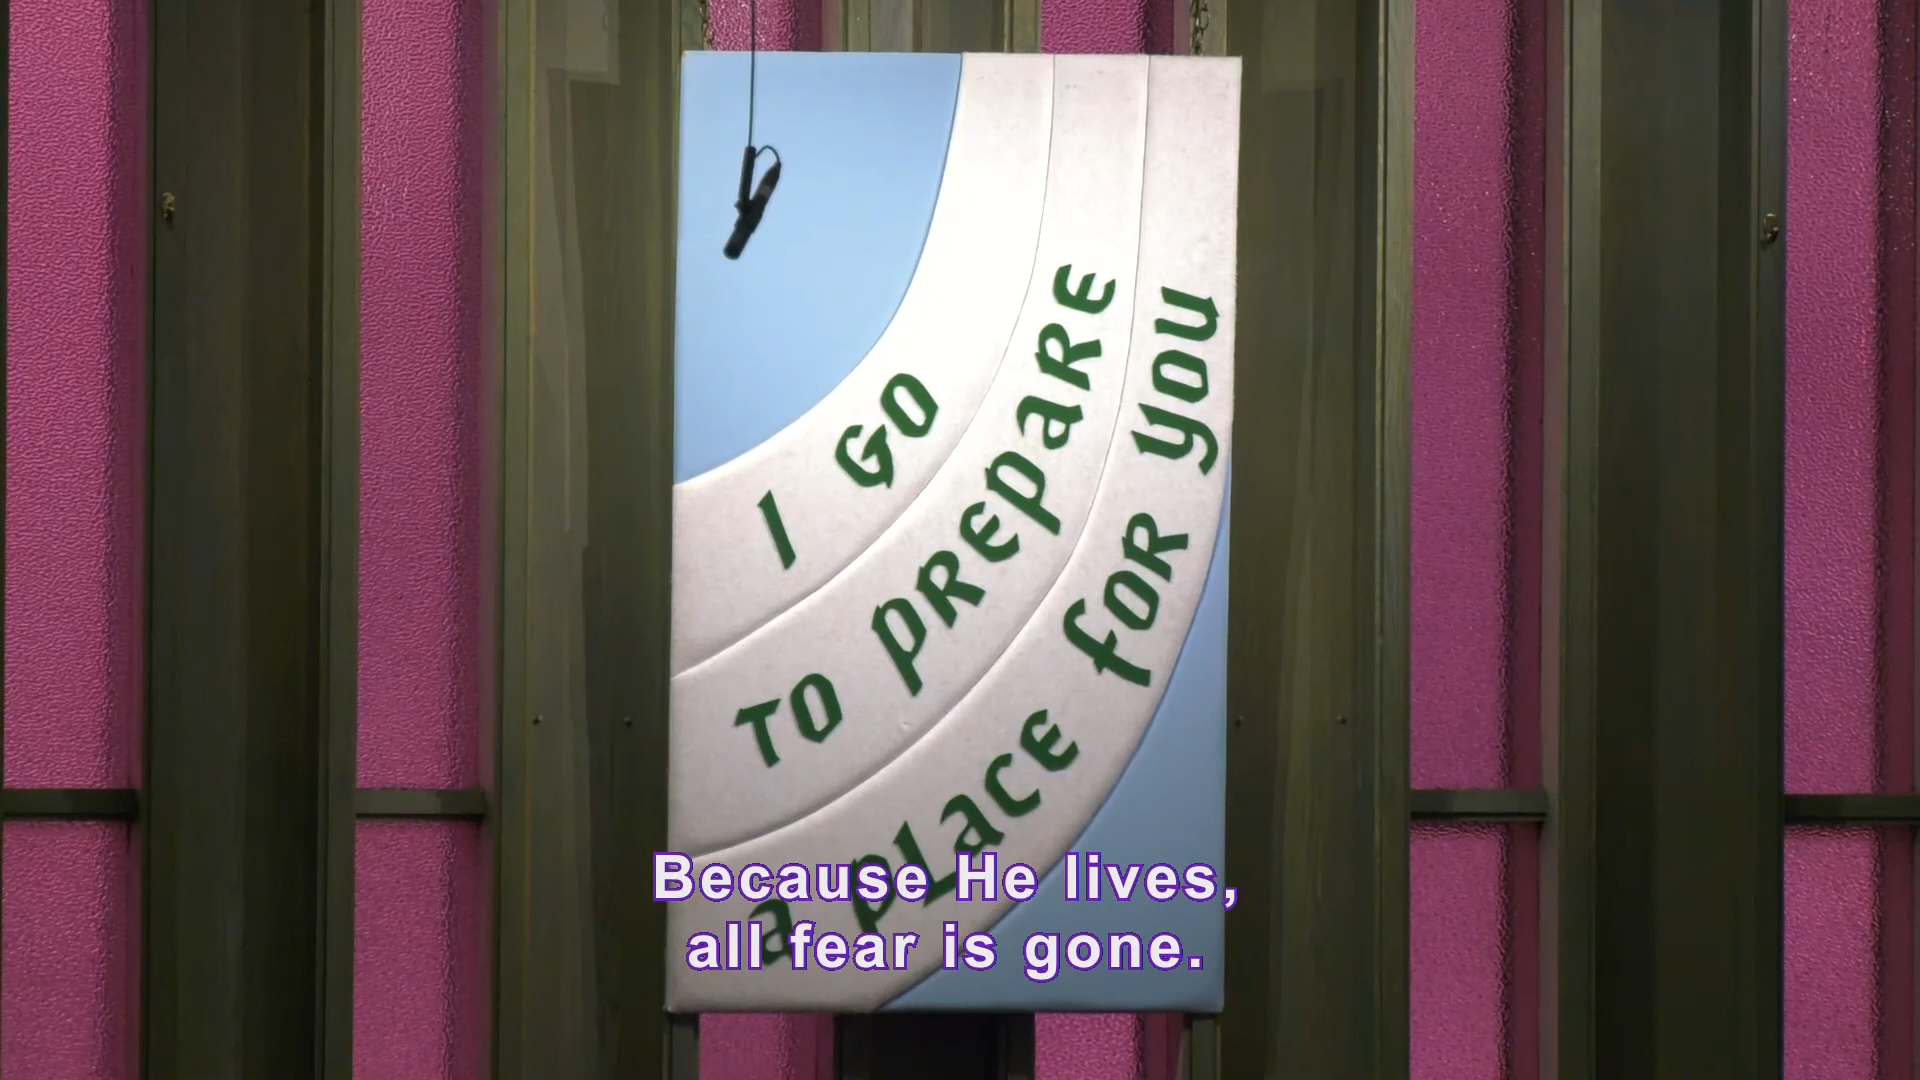 I GO
TO PREPARE
a PLACE FOR YOU
Because He lives,
all fear is gone.